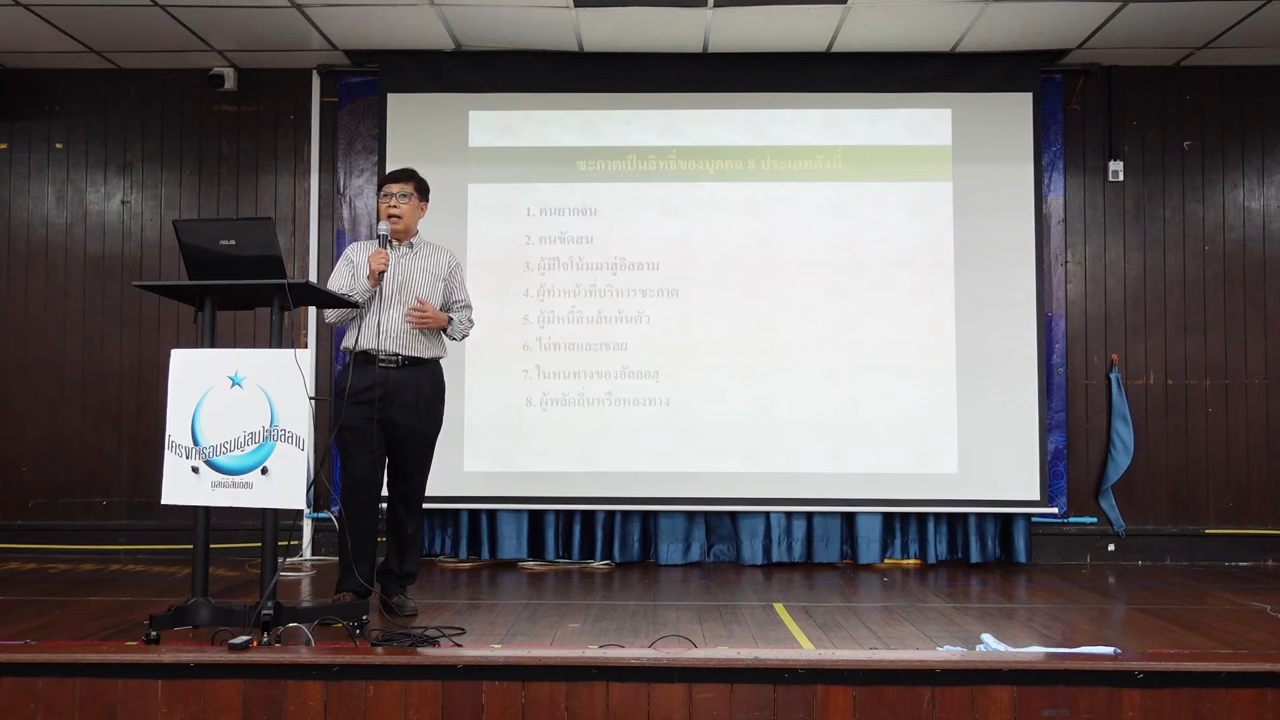 ซะกาตเป็นสิทธิ์ของบุคคล 8 ประเภทดังนี้
1. คนยากจน
2. คนขัดสน
3. ผู้มีใจโน้มมาสู่อิสลาม
4. ผู้ทำหน้าที่บริหารซะกาต
5. ผู้มีหนี้สินล้นพ้นตัว
6. ไถ่ทาสและเชลย
7. ในหนทางของอัลลอฮฺ
8. ผู้พลัดถิ่นหรือหลงทาง
ASUS
โครงการอบรมผู้สนใจอิสลาม
มูลนิธิสันติชน